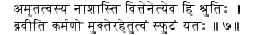 अमृतत्वस्य नाशास्ति वित्तेनेत्येव हि श्रुतिः ।
ब्रवीति कर्मणो मुक्तेरहेतुत्वं स्फुटं यतः ॥ ७॥